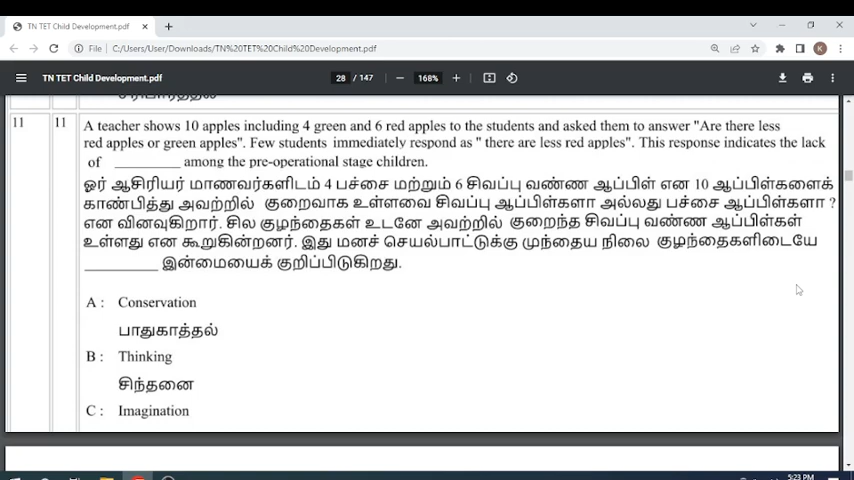 TN TET Child Development.pdf
File C:/Users/User/Downloads/TN%20TET%20Child%20Development.pdf
K
TN TET Child Development.pdf 28 / 147 168%
11 11 A teacher shows 10 apples including 4 green and 6 red apples to the students and asked them to answer "Are there less
red apples or green apples". Few students immediately respond as " there are less red apples". This response indicates the lack
of ________ among the pre-operational stage children.
ஓர் ஆசிரியர் மாணவர்களிடம் 4 பச்சை மற்றும் 6 சிவப்பு வண்ண ஆப்பிள் என 10 ஆப்பிள்களைக்
காண்பித்து அவற்றில் குறைவாக உள்ளவை சிவப்பு ஆப்பிள்களா அல்லது பச்சை ஆப்பிள்களா ?
என வினவுகிறார். சில குழந்தைகள் உடனே அவற்றில் குறைந்த சிவப்பு வண்ண ஆப்பிள்கள்
உள்ளது என கூறுகின்றனர். இது மனச் செயல்பாட்டுக்கு முந்தைய நிலை குழந்தைகளிடையே
________ இன்மையைக் குறிப்பிடுகிறது.
A : Conservation
பாதுகாத்தல்
B : Thinking
சிந்தனை
C : Imagination
5:23 PM